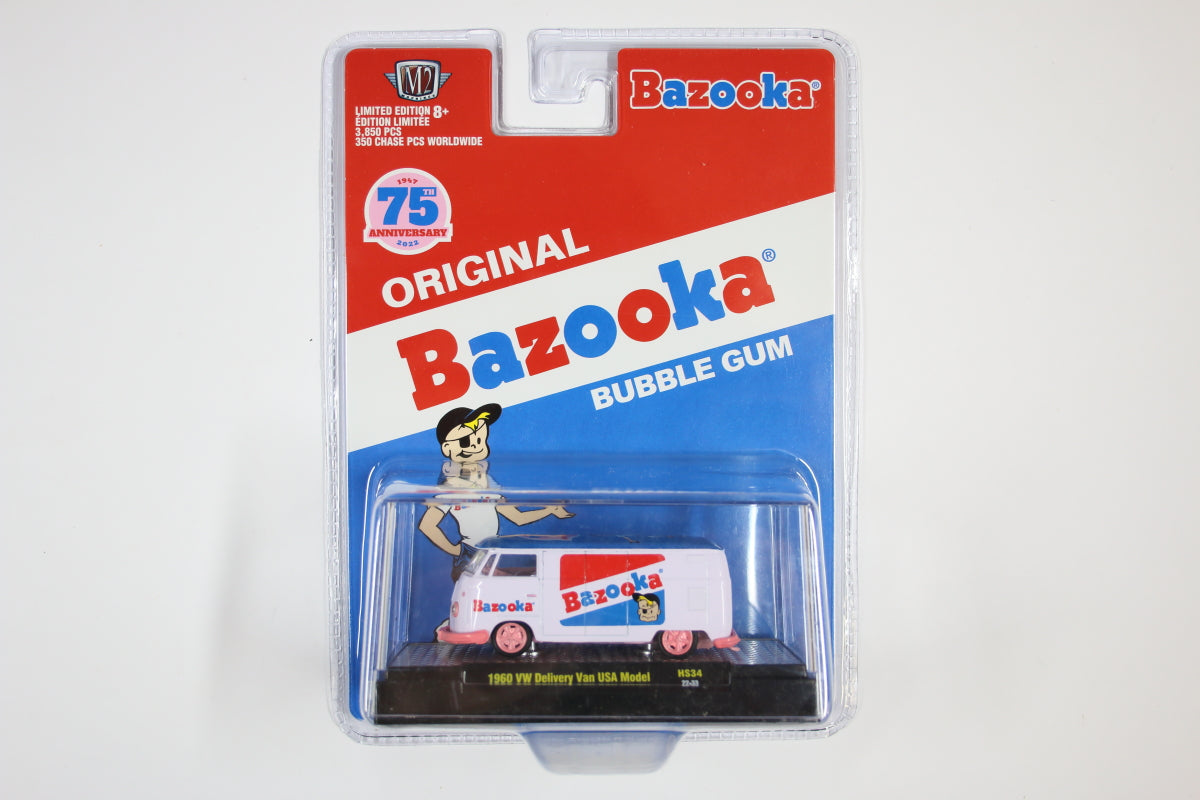 M2
MACHINES
LIMITED EDITION 8+
ÉDITION LIMITÉE
3,850 PCS
350 CHASE PCS WORLDWIDE
Bazooka®
1947
75TH
ANNIVERSARY
2022
ORIGINAL
Bazooka®
BUBBLE GUM
Bazooka
Bazooka®
1960 VW Delivery Van USA Model HS34
22-33